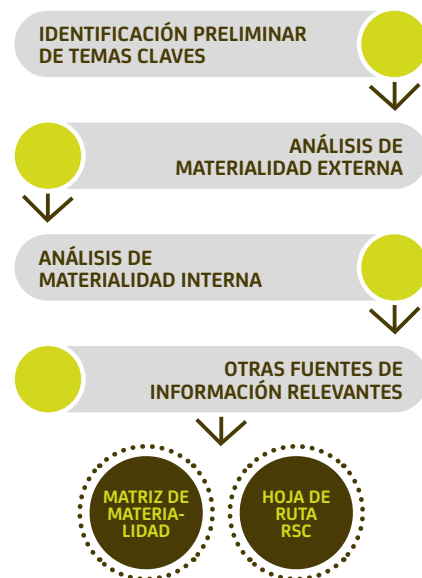 IDENTIFICACIÓN PRELIMINAR
DE TEMAS CLAVES
ANÁLISIS DE
MATERIALIDAD EXTERNA
ANÁLISIS DE
MATERIALIDAD INTERNA
OTRAS FUENTES DE
INFORMACIÓN RELEVANTES
MATRIZ DE
MATERIA-
LIDAD
HOJA DE
RUTA
RSC